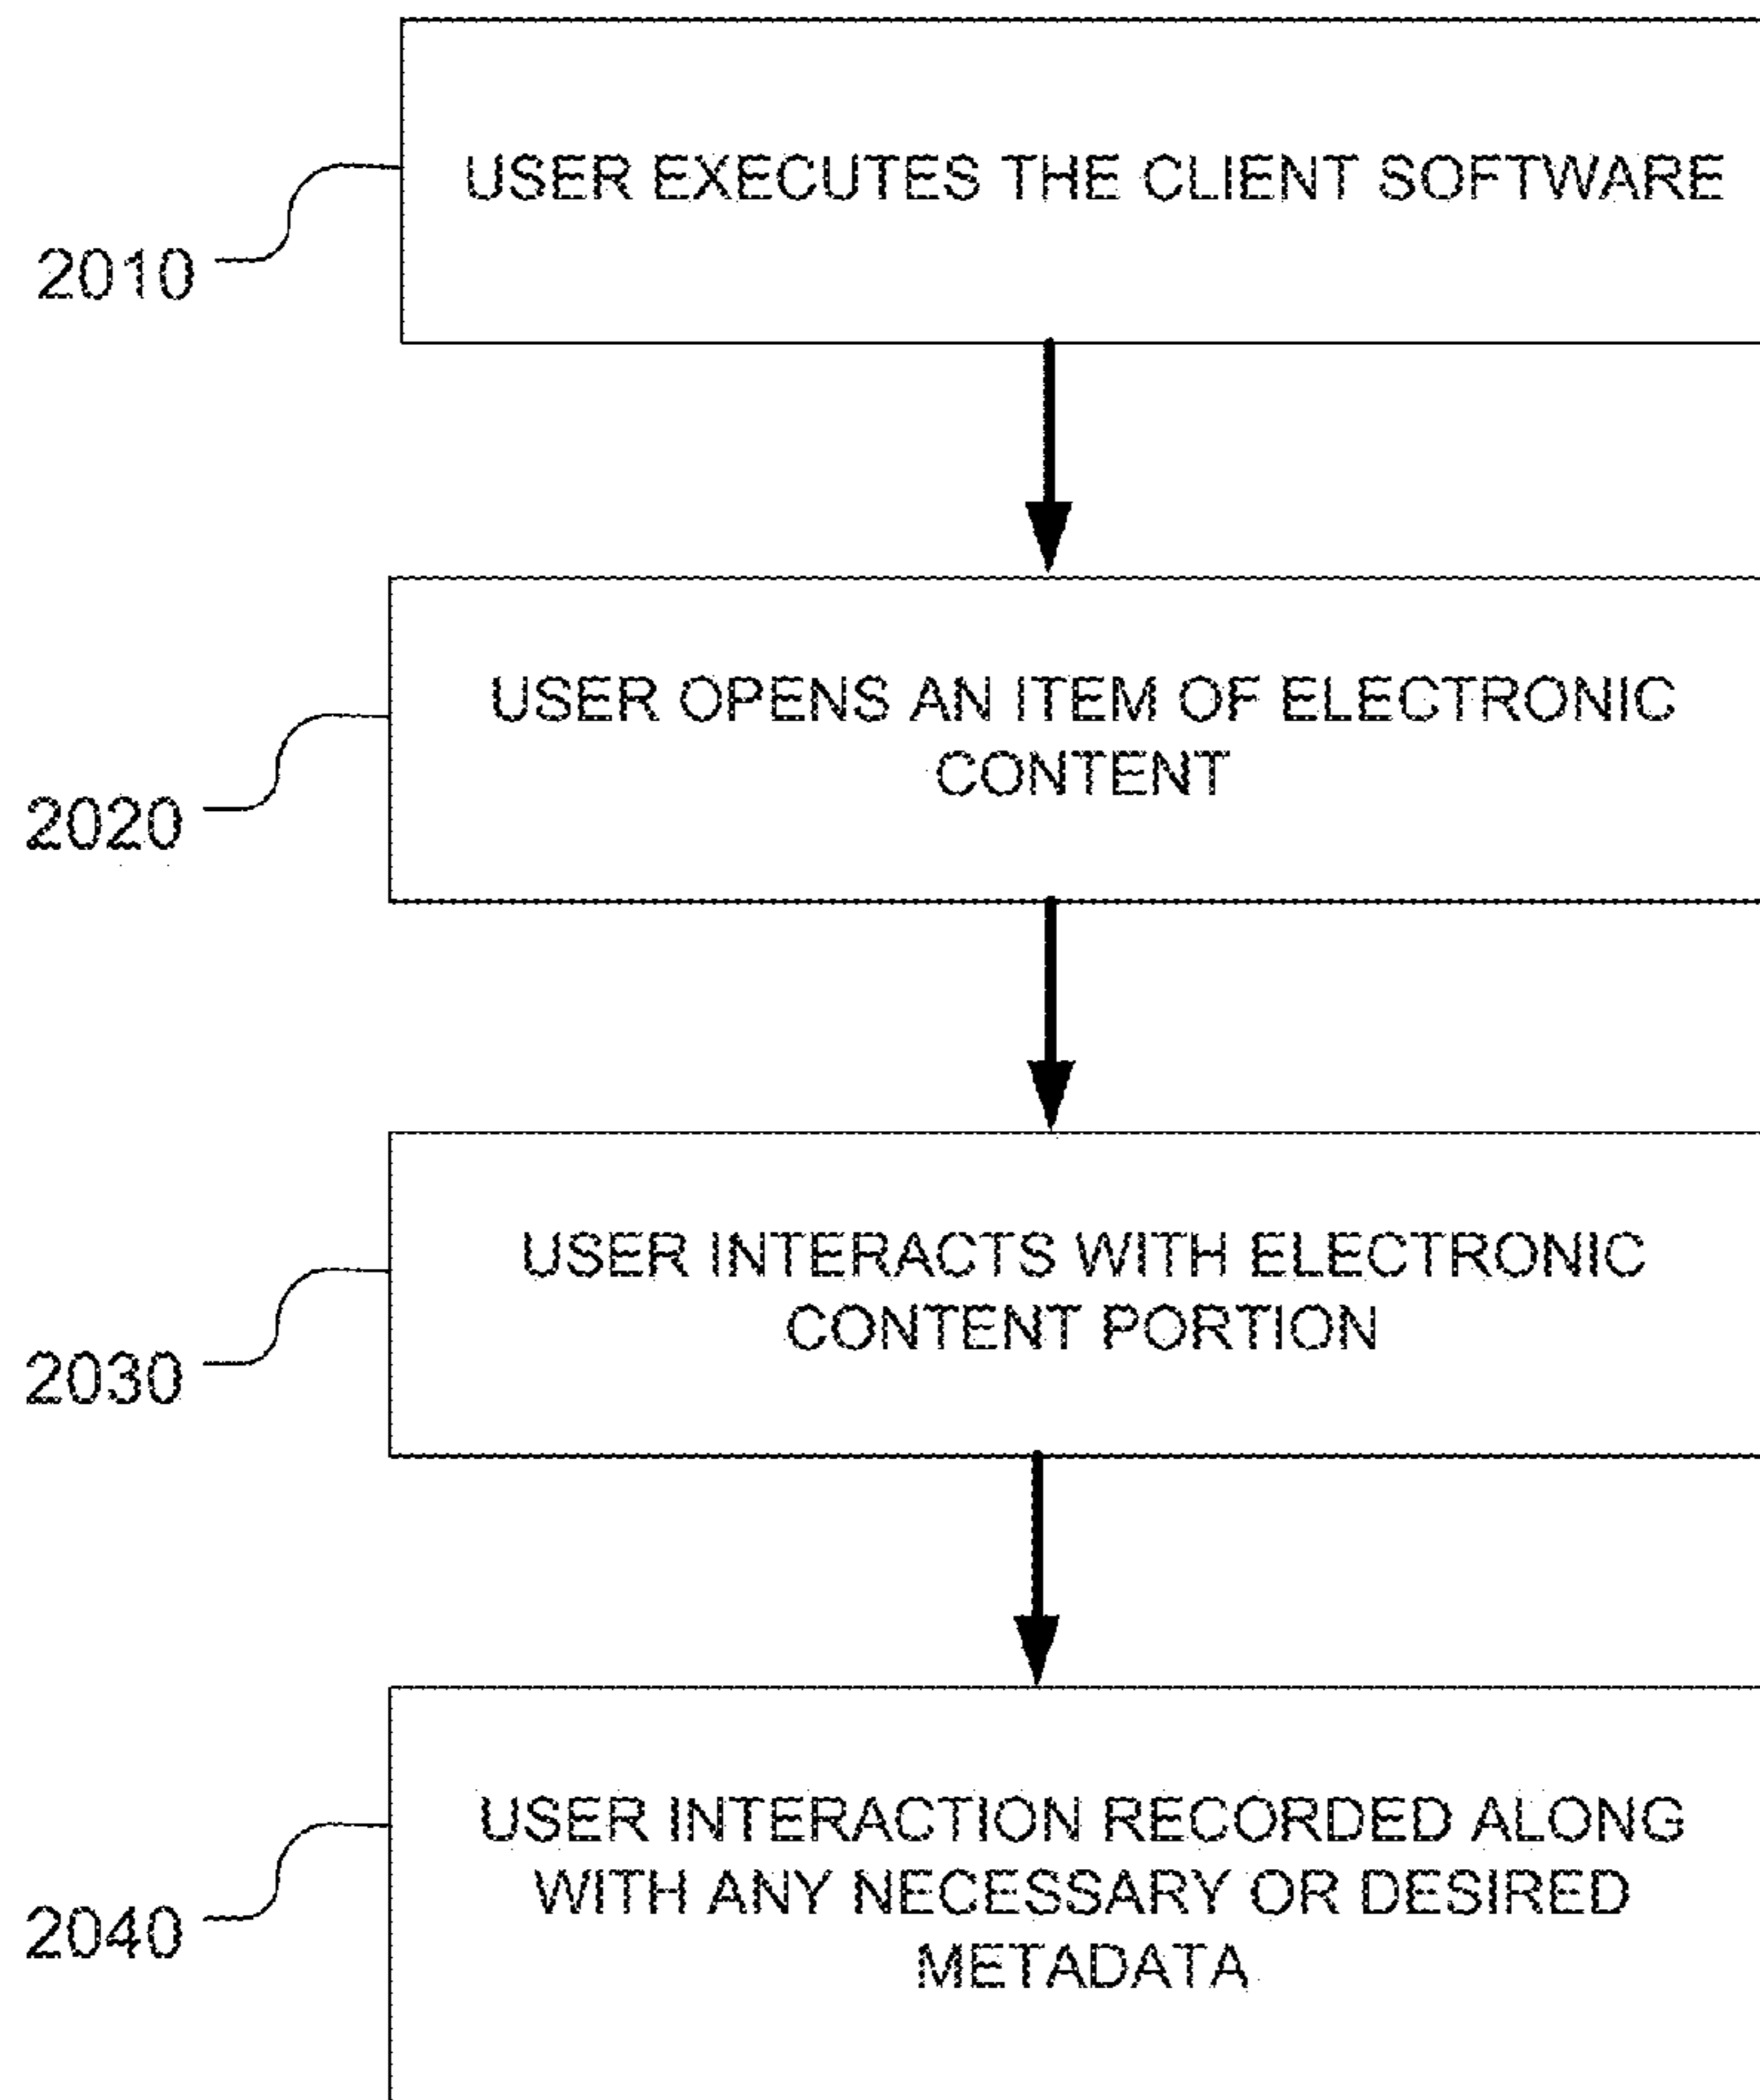 USER EXECUTES THE CLIENT SOFTWARE
2010
USER OPENS AN ITEM OF ELECTRONIC
CONTENT
2020
USER INTERACTS WITH ELECTRONIC
CONTENT PORTION
2030
USER INTERACTION RECORDED ALONG
WITH ANY NECESSARY OR DESIRED
METADATA
2040